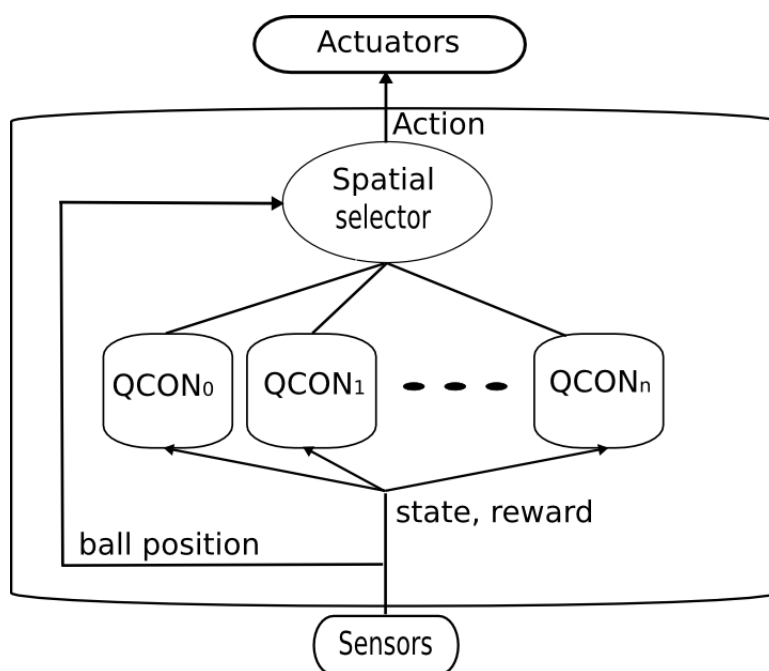 Actuators
Action
Spatial
selector
QCON₀
QCON₁
QCONₙ
state, reward
ball position
Sensors